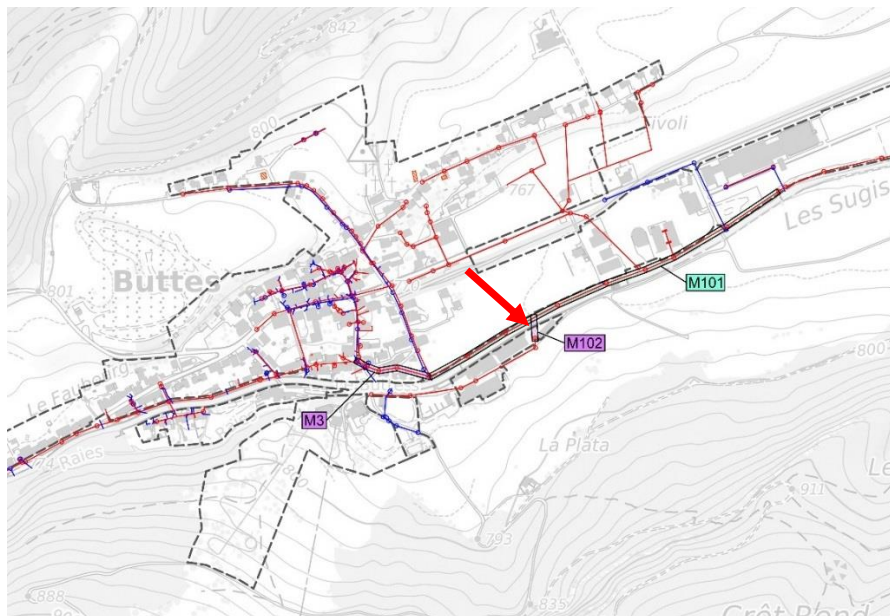 842
800
Tivoli
767
Les Sugis
Buttes
801
M101
M102
800
Le Faubourg
M3
La Plata
Raies
911
793
888
835
Crêt Rond